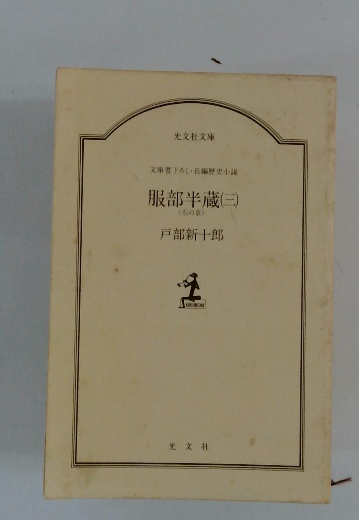 光文社文庫
文庫書下ろし・長編歴史小説
服部半蔵(三)
戸部新十郎
光文社